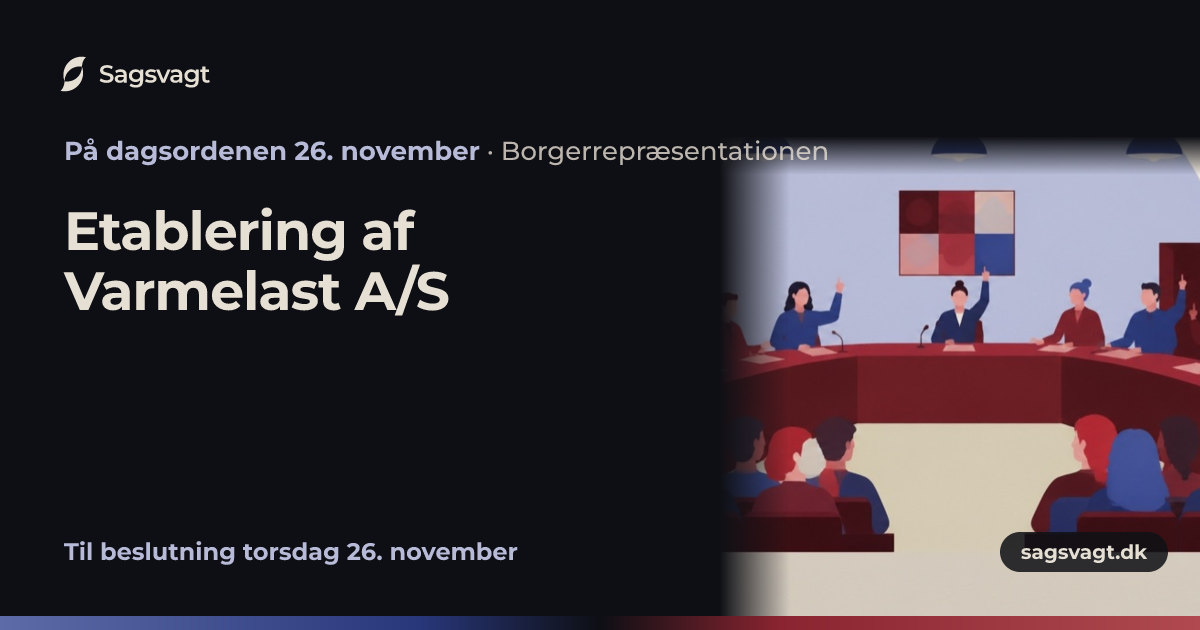 Sagsvagt
På dagsordenen 26. november · Borgerrepræsentationen
Etablering af
Varmelast A/S
Til beslutning torsdag 26. november
sagsvagt.dk